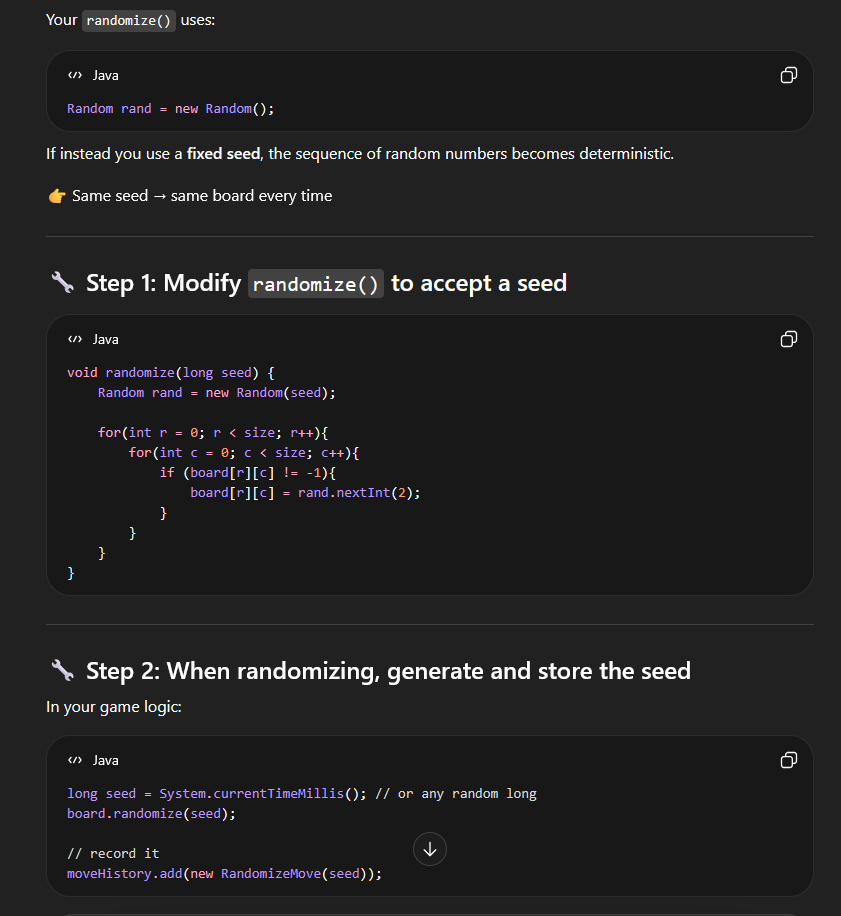 Your randomize() uses:
Java
Random rand = new Random();
If instead you use a fixed seed, the sequence of random numbers becomes deterministic.
👉 Same seed → same board every time
🔧 Step 1: Modify randomize() to accept a seed
Java
void randomize(long seed) {
    Random rand = new Random(seed);

    for(int r = 0; r < size; r++){
        for(int c = 0; c < size; c++){
            if (board[r][c] != -1){
                board[r][c] = rand.nextInt(2);
            }
        }
    }
}
🔧 Step 2: When randomizing, generate and store the seed
In your game logic:
Java
long seed = System.currentTimeMillis(); // or any random long
board.randomize(seed);

// record it
moveHistory.add(new RandomizeMove(seed));